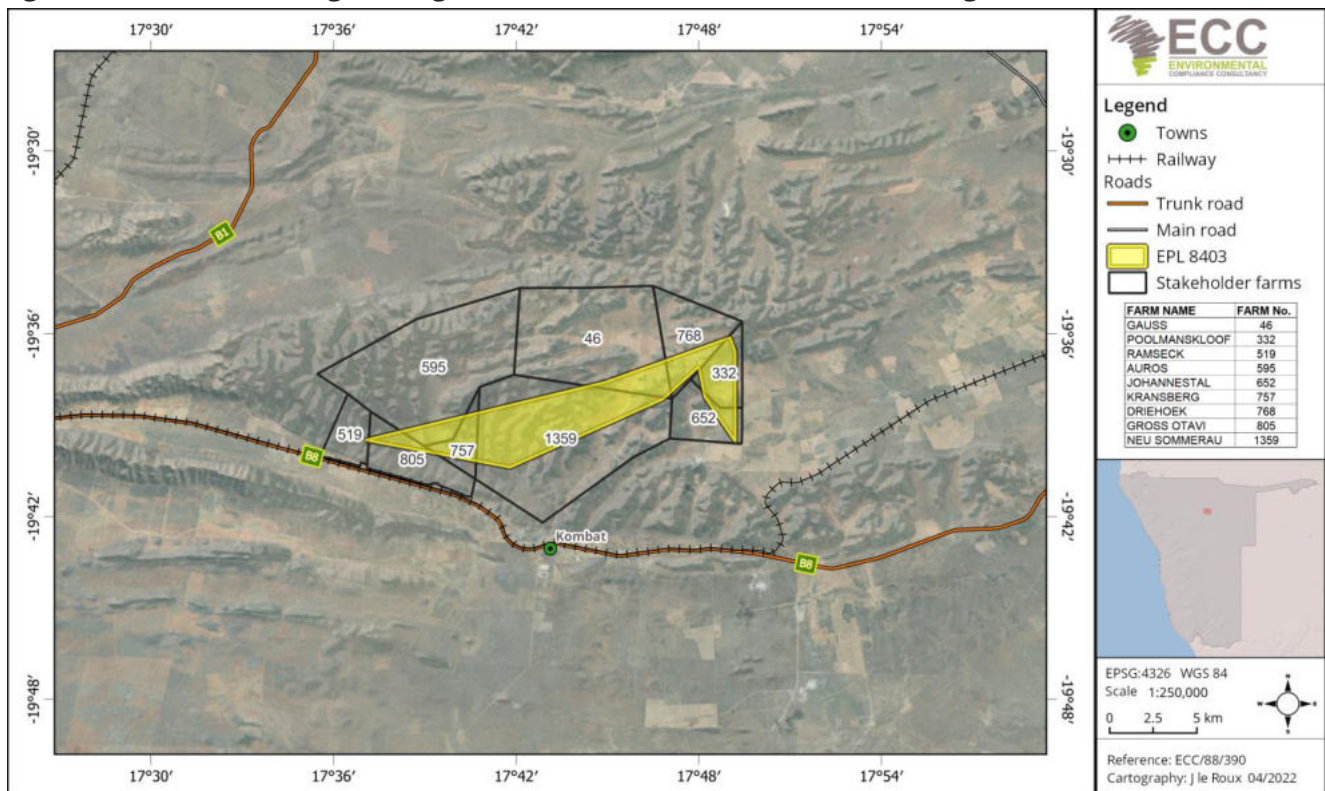 17°30′ 17°36′ 17°42′ 17°48′ 17°54′
-19°30′ -19°30′
-19°36′ -19°36′
-19°42′ -19°42′
-19°48′ -19°48′
B1
768
46
595
332
652
519
1359
757
805
B8
Kombat
B8
17°30′ 17°36′ 17°42′ 17°48′ 17°54′
ECC
ENVIRONMENTAL
COMPLIANCE CONSULTANCY
Legend
Towns
Railway
Roads
Trunk road
Main road
EPL 8403
Stakeholder farms
FARM NAME FARM No.
GAUSS 46
POOLMANSKLOOF 332
RAMSECK 519
AUROS 595
JOHANNESTAL 652
KRANSBERG 757
DRIEHOEK 768
GROSS OTAVI 805
NEU SOMMERAU 1359
EPSG:4326 WGS 84
Scale 1:250,000
0 2.5 5 km
N
W E
S
Reference: ECC/88/390
Cartography: J le Roux 04/2022